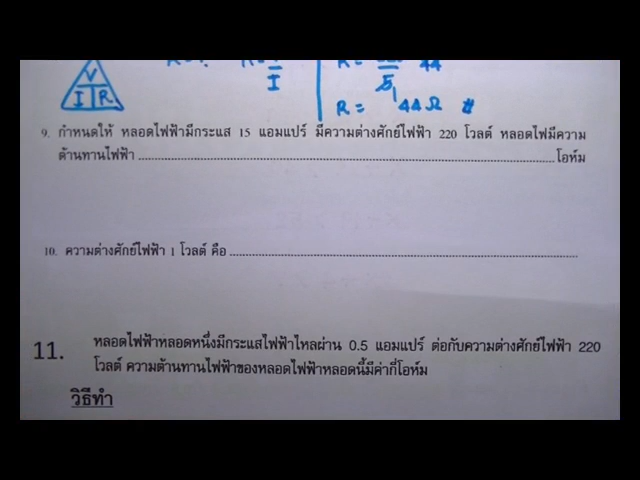 V
I R
I
5
44
R = 44 Ω #
9. กำหนดให้ หลอดไฟฟ้ามีกระแส 15 แอมแปร์ มีความต่างศักย์ไฟฟ้า 220 โวลต์ หลอดไฟมีความ
ต้านทานไฟฟ้า........................................โอห์ม
10. ความต่างศักย์ไฟฟ้า 1 โวลต์ คือ........................................
11. หลอดไฟฟ้าหลอดหนึ่งมีกระแสไฟฟ้าไหลผ่าน 0.5 แอมแปร์ ต่อกับความต่างศักย์ไฟฟ้า 220
โวลต์ ความต้านทานไฟฟ้าของหลอดไฟฟ้าหลอดนี้มีค่ากี่โอห์ม
วิธีทำ